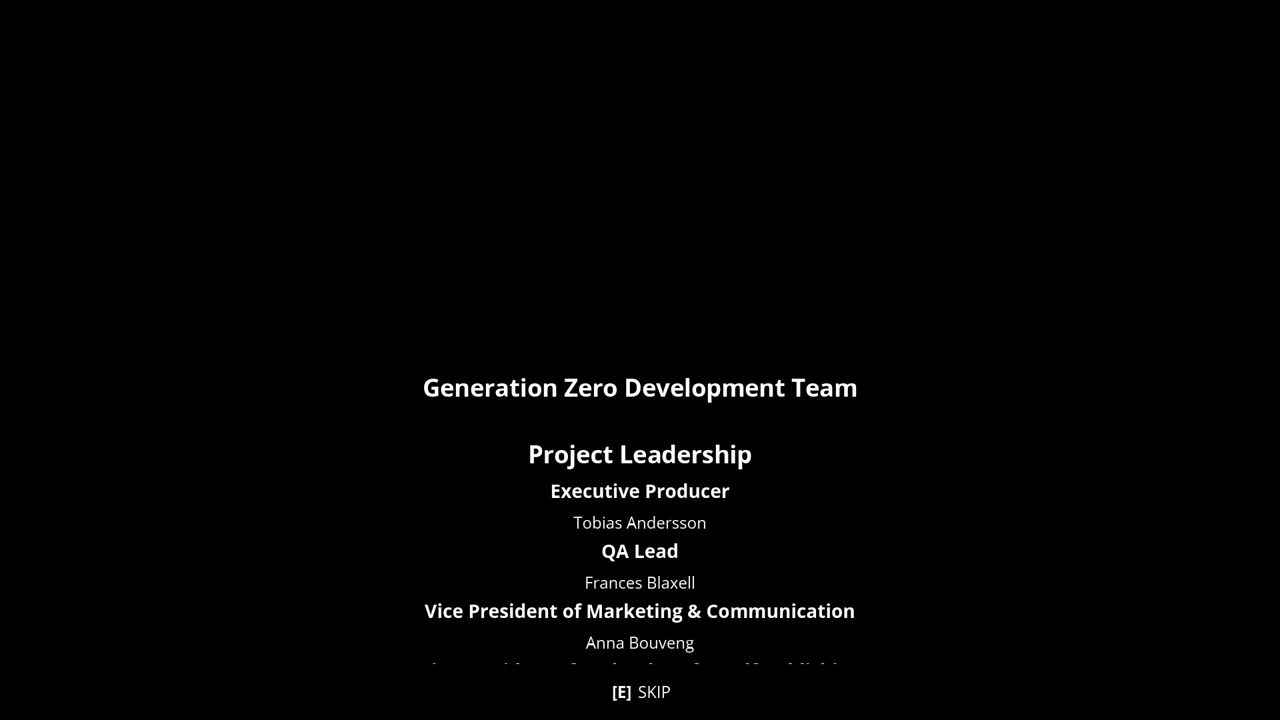 Generation Zero Development Team
Project Leadership
Executive Producer
Tobias Andersson
QA Lead
Frances Blaxell
Vice President of Marketing & Communication
Anna Bouveng
[E] SKIP